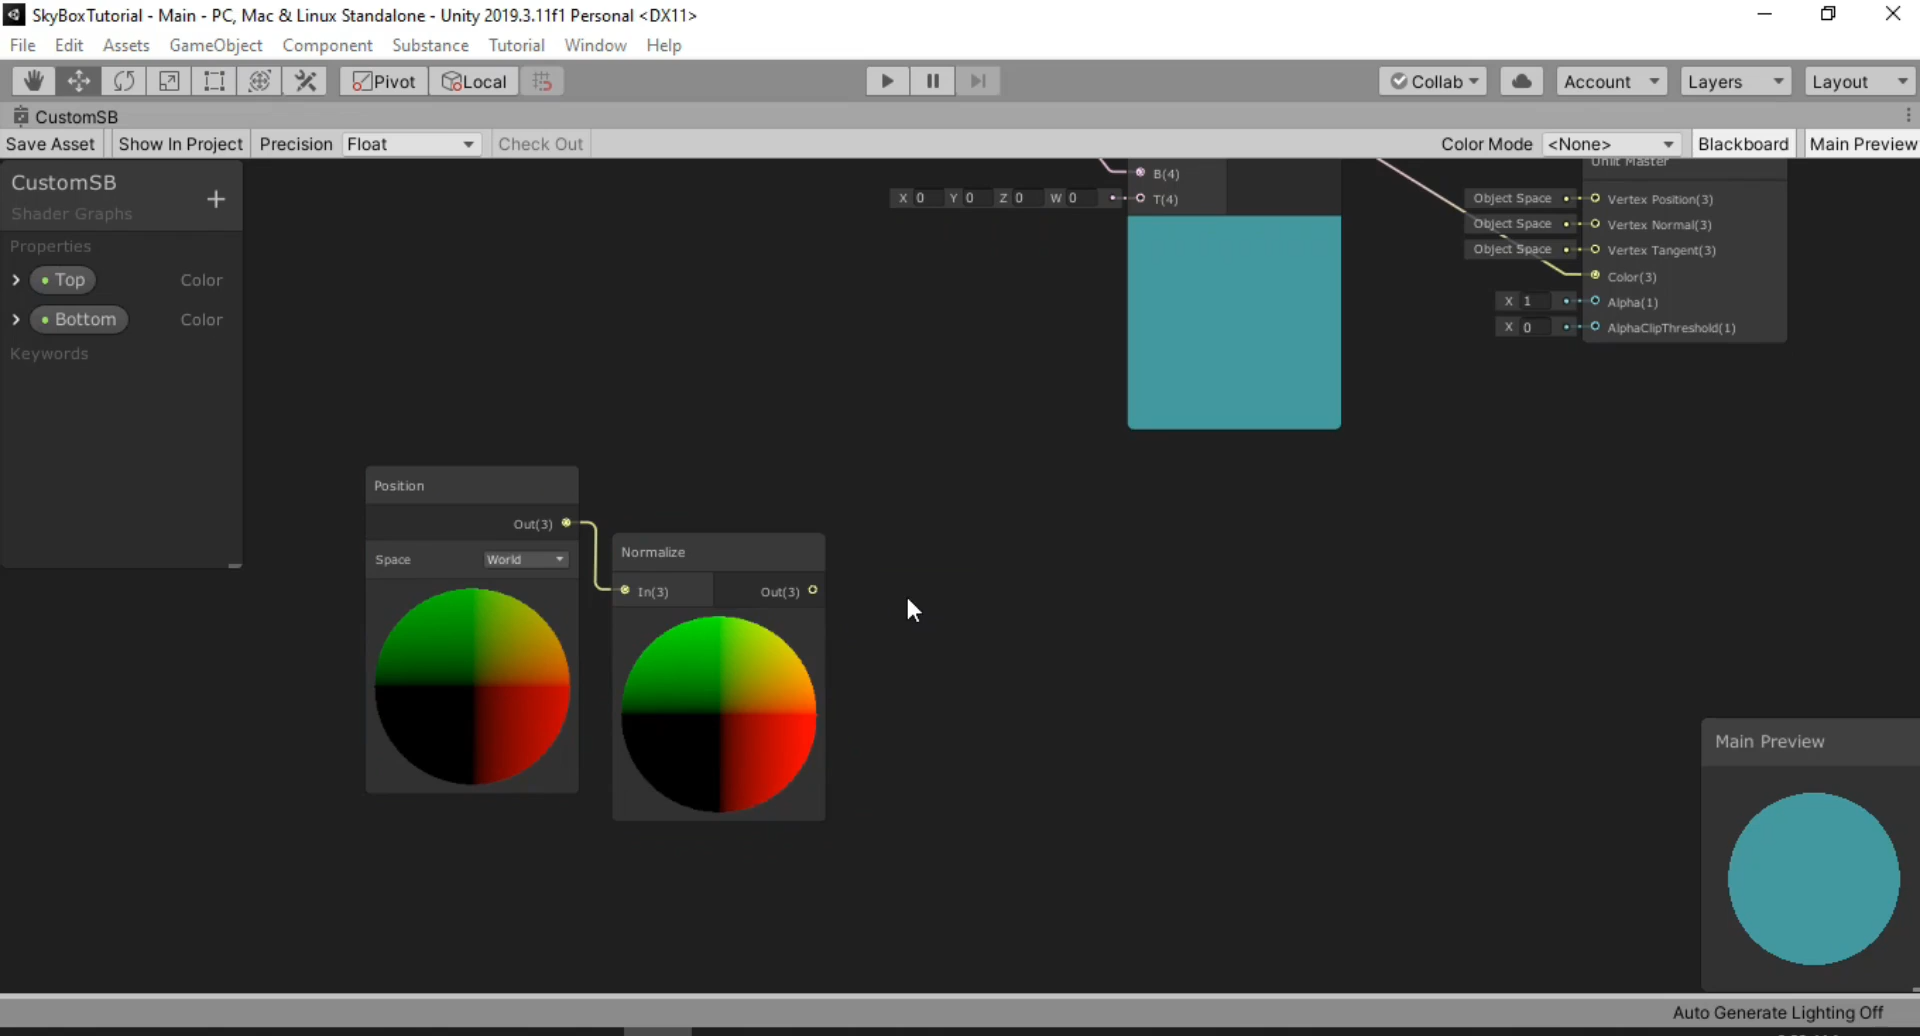 SkyBoxTutorial - Main - PC, Mac & Linux Standalone - Unity 2019.3.11f1 Personal <DX11>
File Edit Assets GameObject Component Substance Tutorial Window Help
Pivot Local Collab Account Layers Layout
CustomSB
Save Asset Show In Project Precision Float Check Out Color Mode <None> Blackboard Main Preview
CustomSB
Shader Graphs
Properties
Top Color
Bottom Color
Keywords
B(4)
X 0 Y 0 Z 0 W 0 T(4)
Unlit Master
Object Space Vertex Position(3)
Object Space Vertex Normal(3)
Object Space Vertex Tangent(3)
Color(3)
X 1 Alpha(1)
X 0 AlphaClipThreshold(1)
Position
Out(3)
Space World
Normalize
In(3) Out(3)
Main Preview
Auto Generate Lighting Off